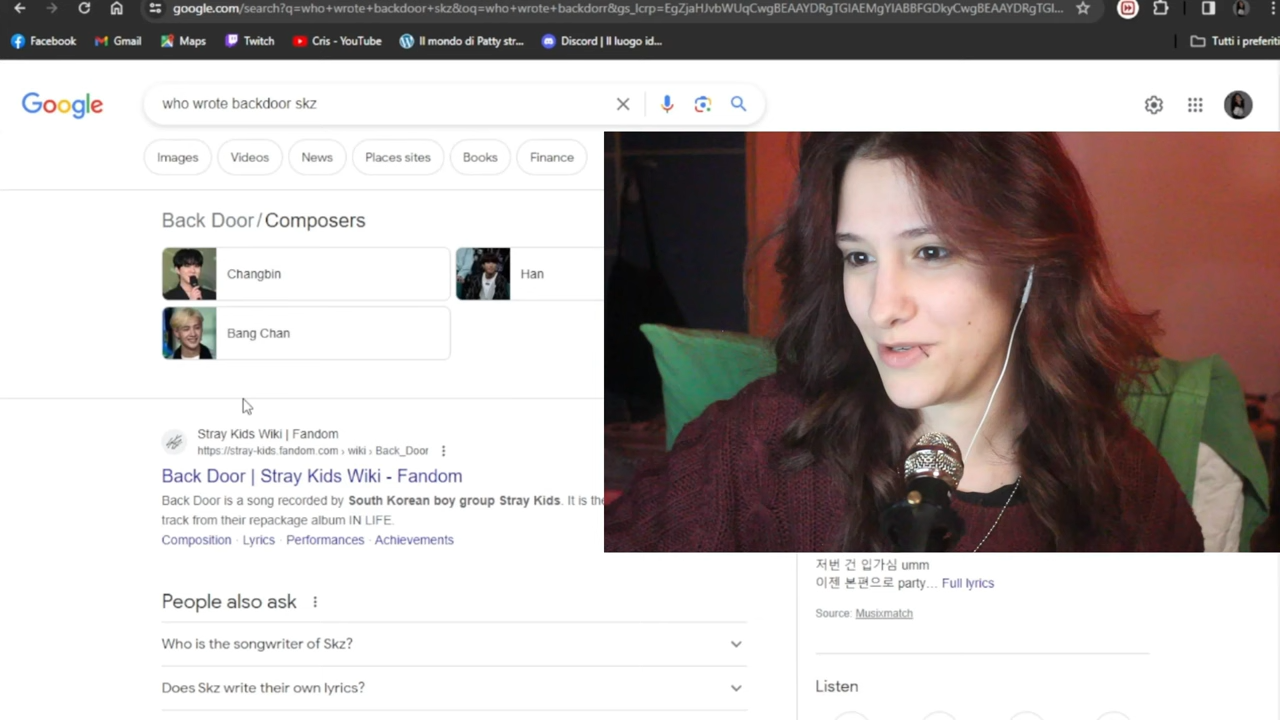 google.com/search?q=who+wrote+backdoor+skz&oq=who+wrote+backdorr&gs_lcrp=EgZjaHJvbWUqCwgBEAAYDRgTGIAEMgYIABBFGDkyCwgBEAAYDRgTGI...
Facebook
Gmail
Maps
Twitch
Cris - YouTube
Il mondo di Patty str...
Discord | Il luogo id...
Tutti i preferiti
Google
who wrote backdoor skz
Images
Videos
News
Places sites
Books
Finance
Back Door/Composers
Changbin
Han
Bang Chan
Stray Kids Wiki | Fandom
https://stray-kids.fandom.com › wiki › Back_Door
Back Door | Stray Kids Wiki - Fandom
Back Door is a song recorded by South Korean boy group Stray Kids. It is the
track from their repackage album IN LIFE.
Composition · Lyrics · Performances · Achievements
People also ask
Who is the songwriter of Skz?
Does Skz write their own lyrics?
저번 건 입가심 umm
이젠 본편으로 party... Full lyrics
Source: Musixmatch
Listen